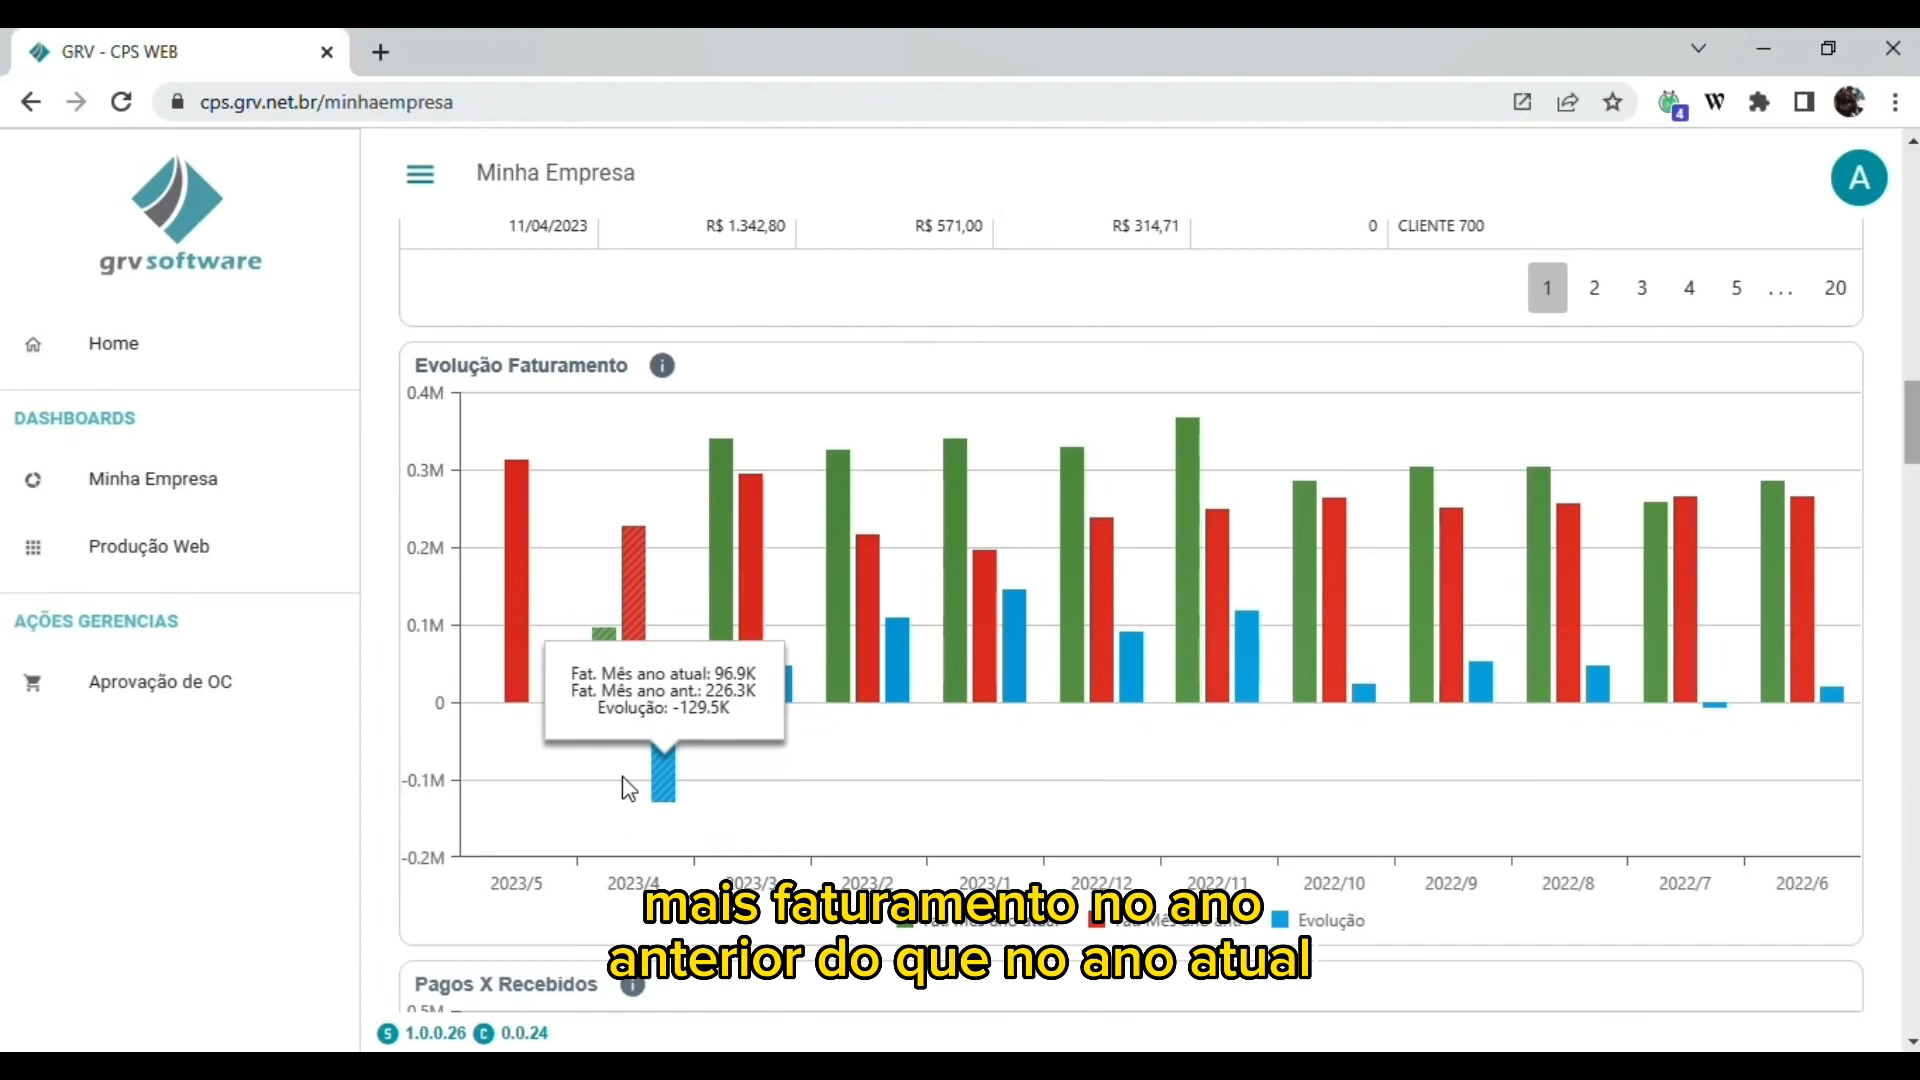 GRV - CPS WEB
cps.grv.net.br/minhaempresa
4
grv software
Minha Empresa
A
Home
DASHBOARDS
Minha Empresa
Produção Web
AÇÕES GERENCIAS
Aprovação de OC
11/04/2023 R$ 1.342,80 R$ 571,00 R$ 314,71 0 CLIENTE 700
1 2 3 4 5 ... 20
Evolução Faturamento i
0.4M
0.3M
0.2M
0.1M
0
-0.1M
-0.2M
Fat. Mês ano atual: 96.9K
Fat. Mês ano ant.: 226.3K
Evolução: -129.5K
2023/5 2023/4 2023/3 2023/2 2023/1 2022/12 2022/11 2022/10 2022/9 2022/8 2022/7 2022/6
Evolução
mais faturamento no ano
anterior do que no ano atual
Pagos X Recebidos i
0.5M
S 1.0.0.26 C 0.0.24